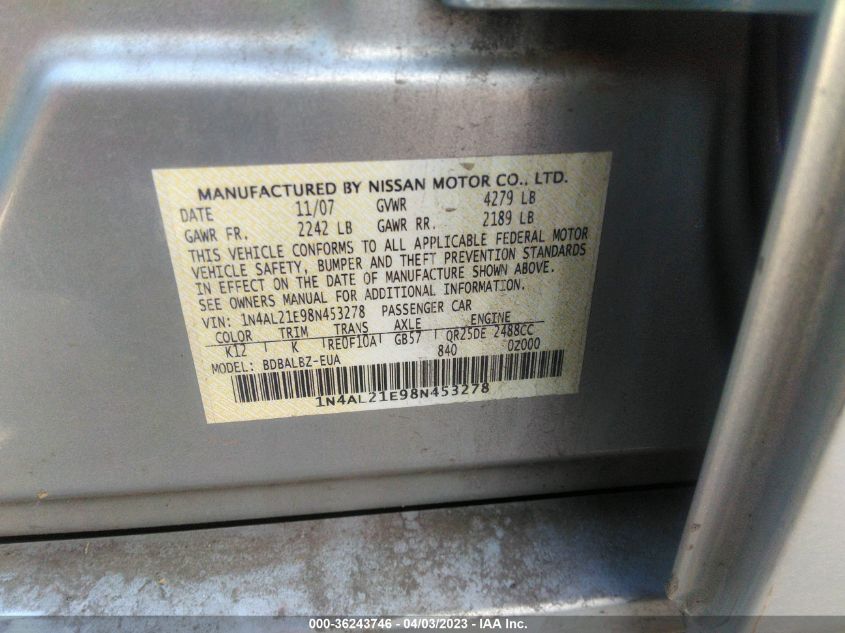 MANUFACTURED BY NISSAN MOTOR CO., LTD.
DATE 11/07 GVWR 4279 LB
GAWR FR. 2242 LB GAWR RR. 2189 LB
THIS VEHICLE CONFORMS TO ALL APPLICABLE FEDERAL MOTOR
VEHICLE SAFETY, BUMPER AND THEFT PREVENTION STANDARDS
IN EFFECT ON THE DATE OF MANUFACTURE SHOWN ABOVE.
SEE OWNERS MANUAL FOR ADDITIONAL INFORMATION.
VIN: 1N4AL21E98N453278 PASSENGER CAR
COLOR TRIM TRANS AXLE ENGINE
K12 K RE0F10A GB57 QR25DE 2488CC
MODEL: BDBALBZ-EUA 840 0Z000
1N4AL21E98N453278
000-36243746 - 04/03/2023 - IAA Inc.